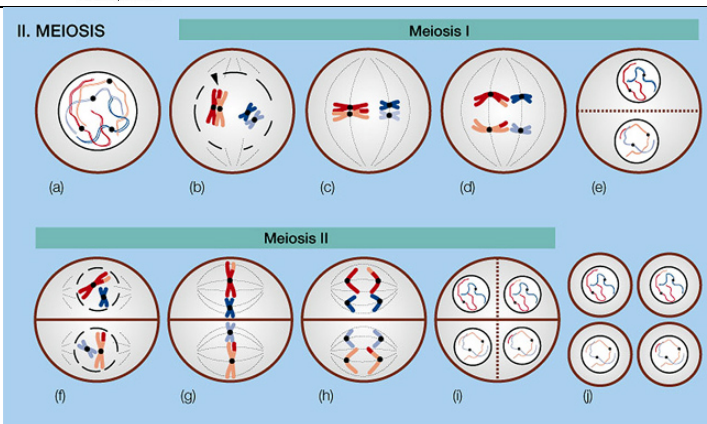 II. MEIOSIS
Meiosis I
(a)
(b)
(c)
(d)
(e)
Meiosis II
(f)
(g)
(h)
(i)
(j)